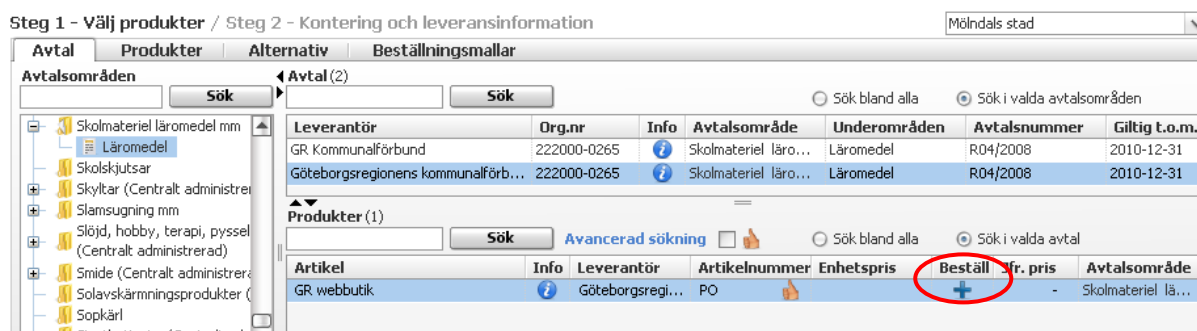 Steg 1 - Välj produkter / Steg 2 - Kontering och leveransinformation
Mölndals stad
Avtal Produkter Alternativ Beställningsmallar
Avtalsområden
Sök
Skolmateriel läromedel mm
Läromedel
Skolskjutsar
Skyltar (Centralt administrer
Slamsugning mm
Slöjd, hobby, terapi, pyssel
(Centralt administrerad)
Smide (Centralt administrera
Solavskärmningsprodukter (
Sopkärl
Avtal (2)
Sök Sök bland alla Sök i valda avtalsområden
Leverantör Org.nr Info Avtalsområde Underområden Avtalsnummer Giltig t.o.m.
GR Kommunalförbund 222000-0265 Skolmateriel läro... Läromedel R04/2008 2010-12-31
Göteborgsregionens kommunalförb... 222000-0265 Skolmateriel läro... Läromedel R04/2008 2010-12-31
Produkter (1)
Sök Avancerad sökning Sök bland alla Sök i valda avtal
Artikel Info Leverantör Artikelnummer Enhetspris Beställ Jfr. pris Avtalsområde
GR webbutik Göteborgsregi... PO - Skolmateriel lä...